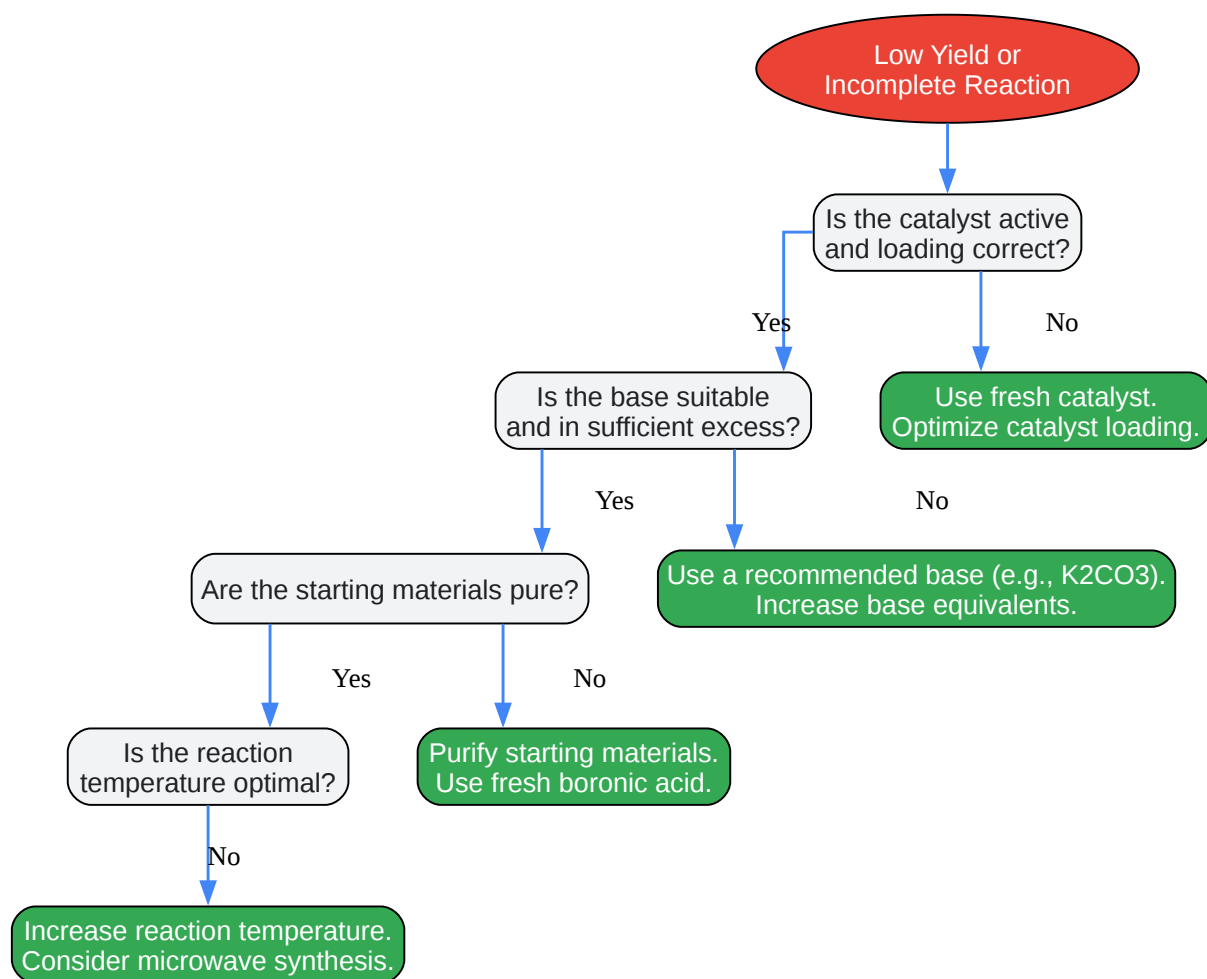 Low Yield or
Incomplete Reaction
Is the catalyst active
and loading correct?
Yes
No
Is the base suitable
and in sufficient excess?
Use fresh catalyst.
Optimize catalyst loading.
Yes
No
Are the starting materials pure?
Use a recommended base (e.g., K2CO3).
Increase base equivalents.
Yes
No
Is the reaction
temperature optimal?
Purify starting materials.
Use fresh boronic acid.
No
Increase reaction temperature.
Consider microwave synthesis.